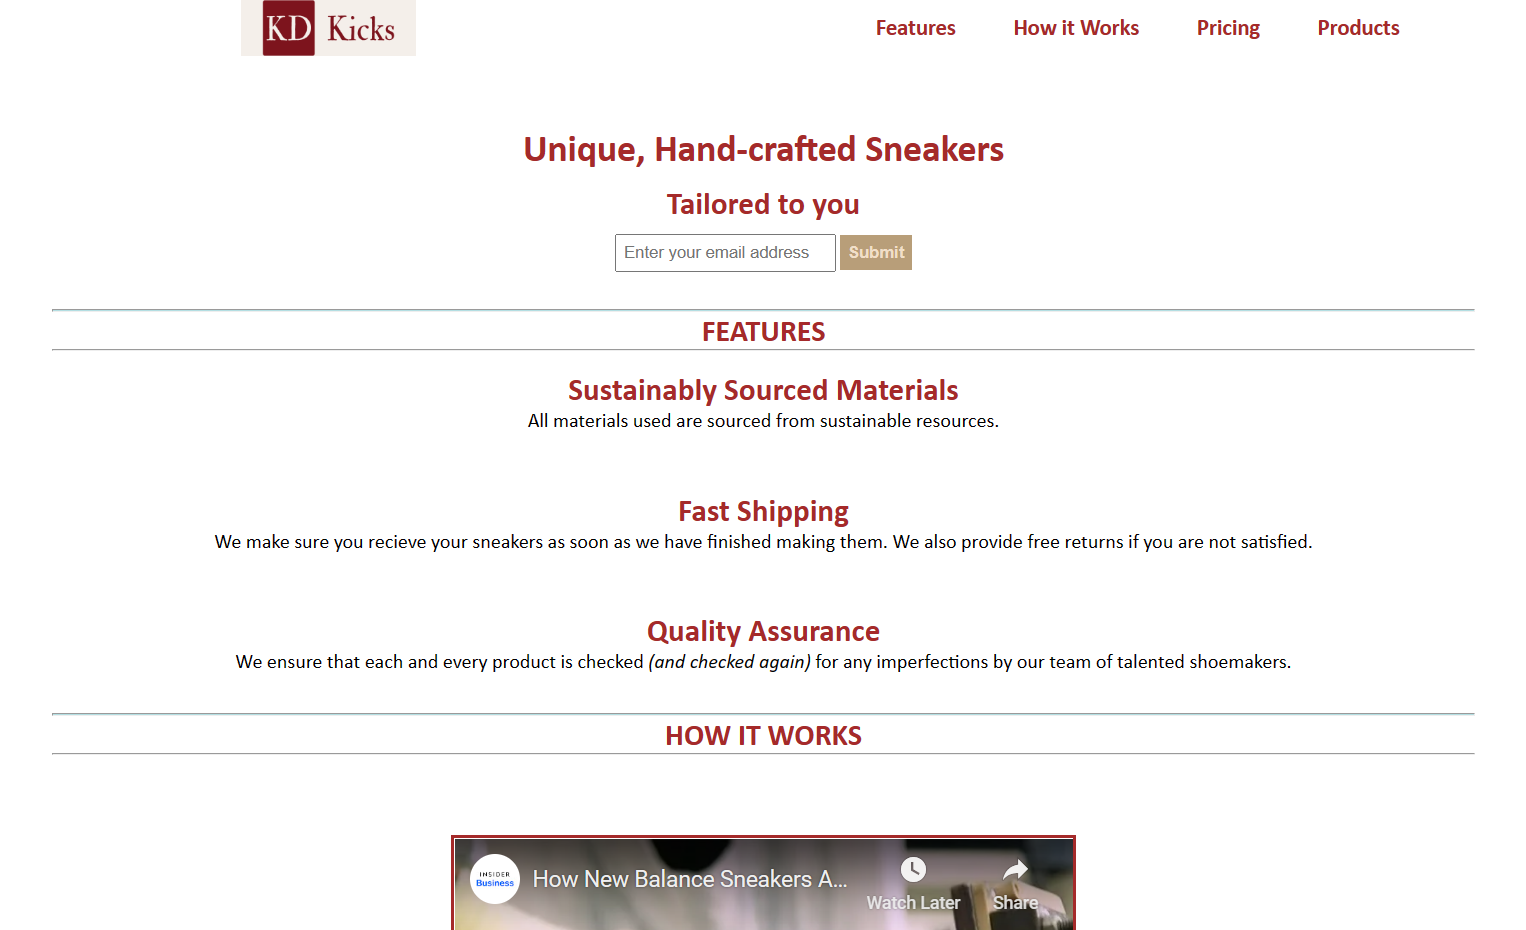 KD Kicks
Features How it Works Pricing Products
Unique, Hand-crafted Sneakers
Tailored to you
Enter your email address Submit
FEATURES
Sustainably Sourced Materials
All materials used are sourced from sustainable resources.
Fast Shipping
We make sure you recieve your sneakers as soon as we have finished making them. We also provide free returns if you are not satisfied.
Quality Assurance
We ensure that each and every product is checked (and checked again) for any imperfections by our team of talented shoemakers.
HOW IT WORKS
INSIDER
Business
How New Balance Sneakers A...
Watch Later Share